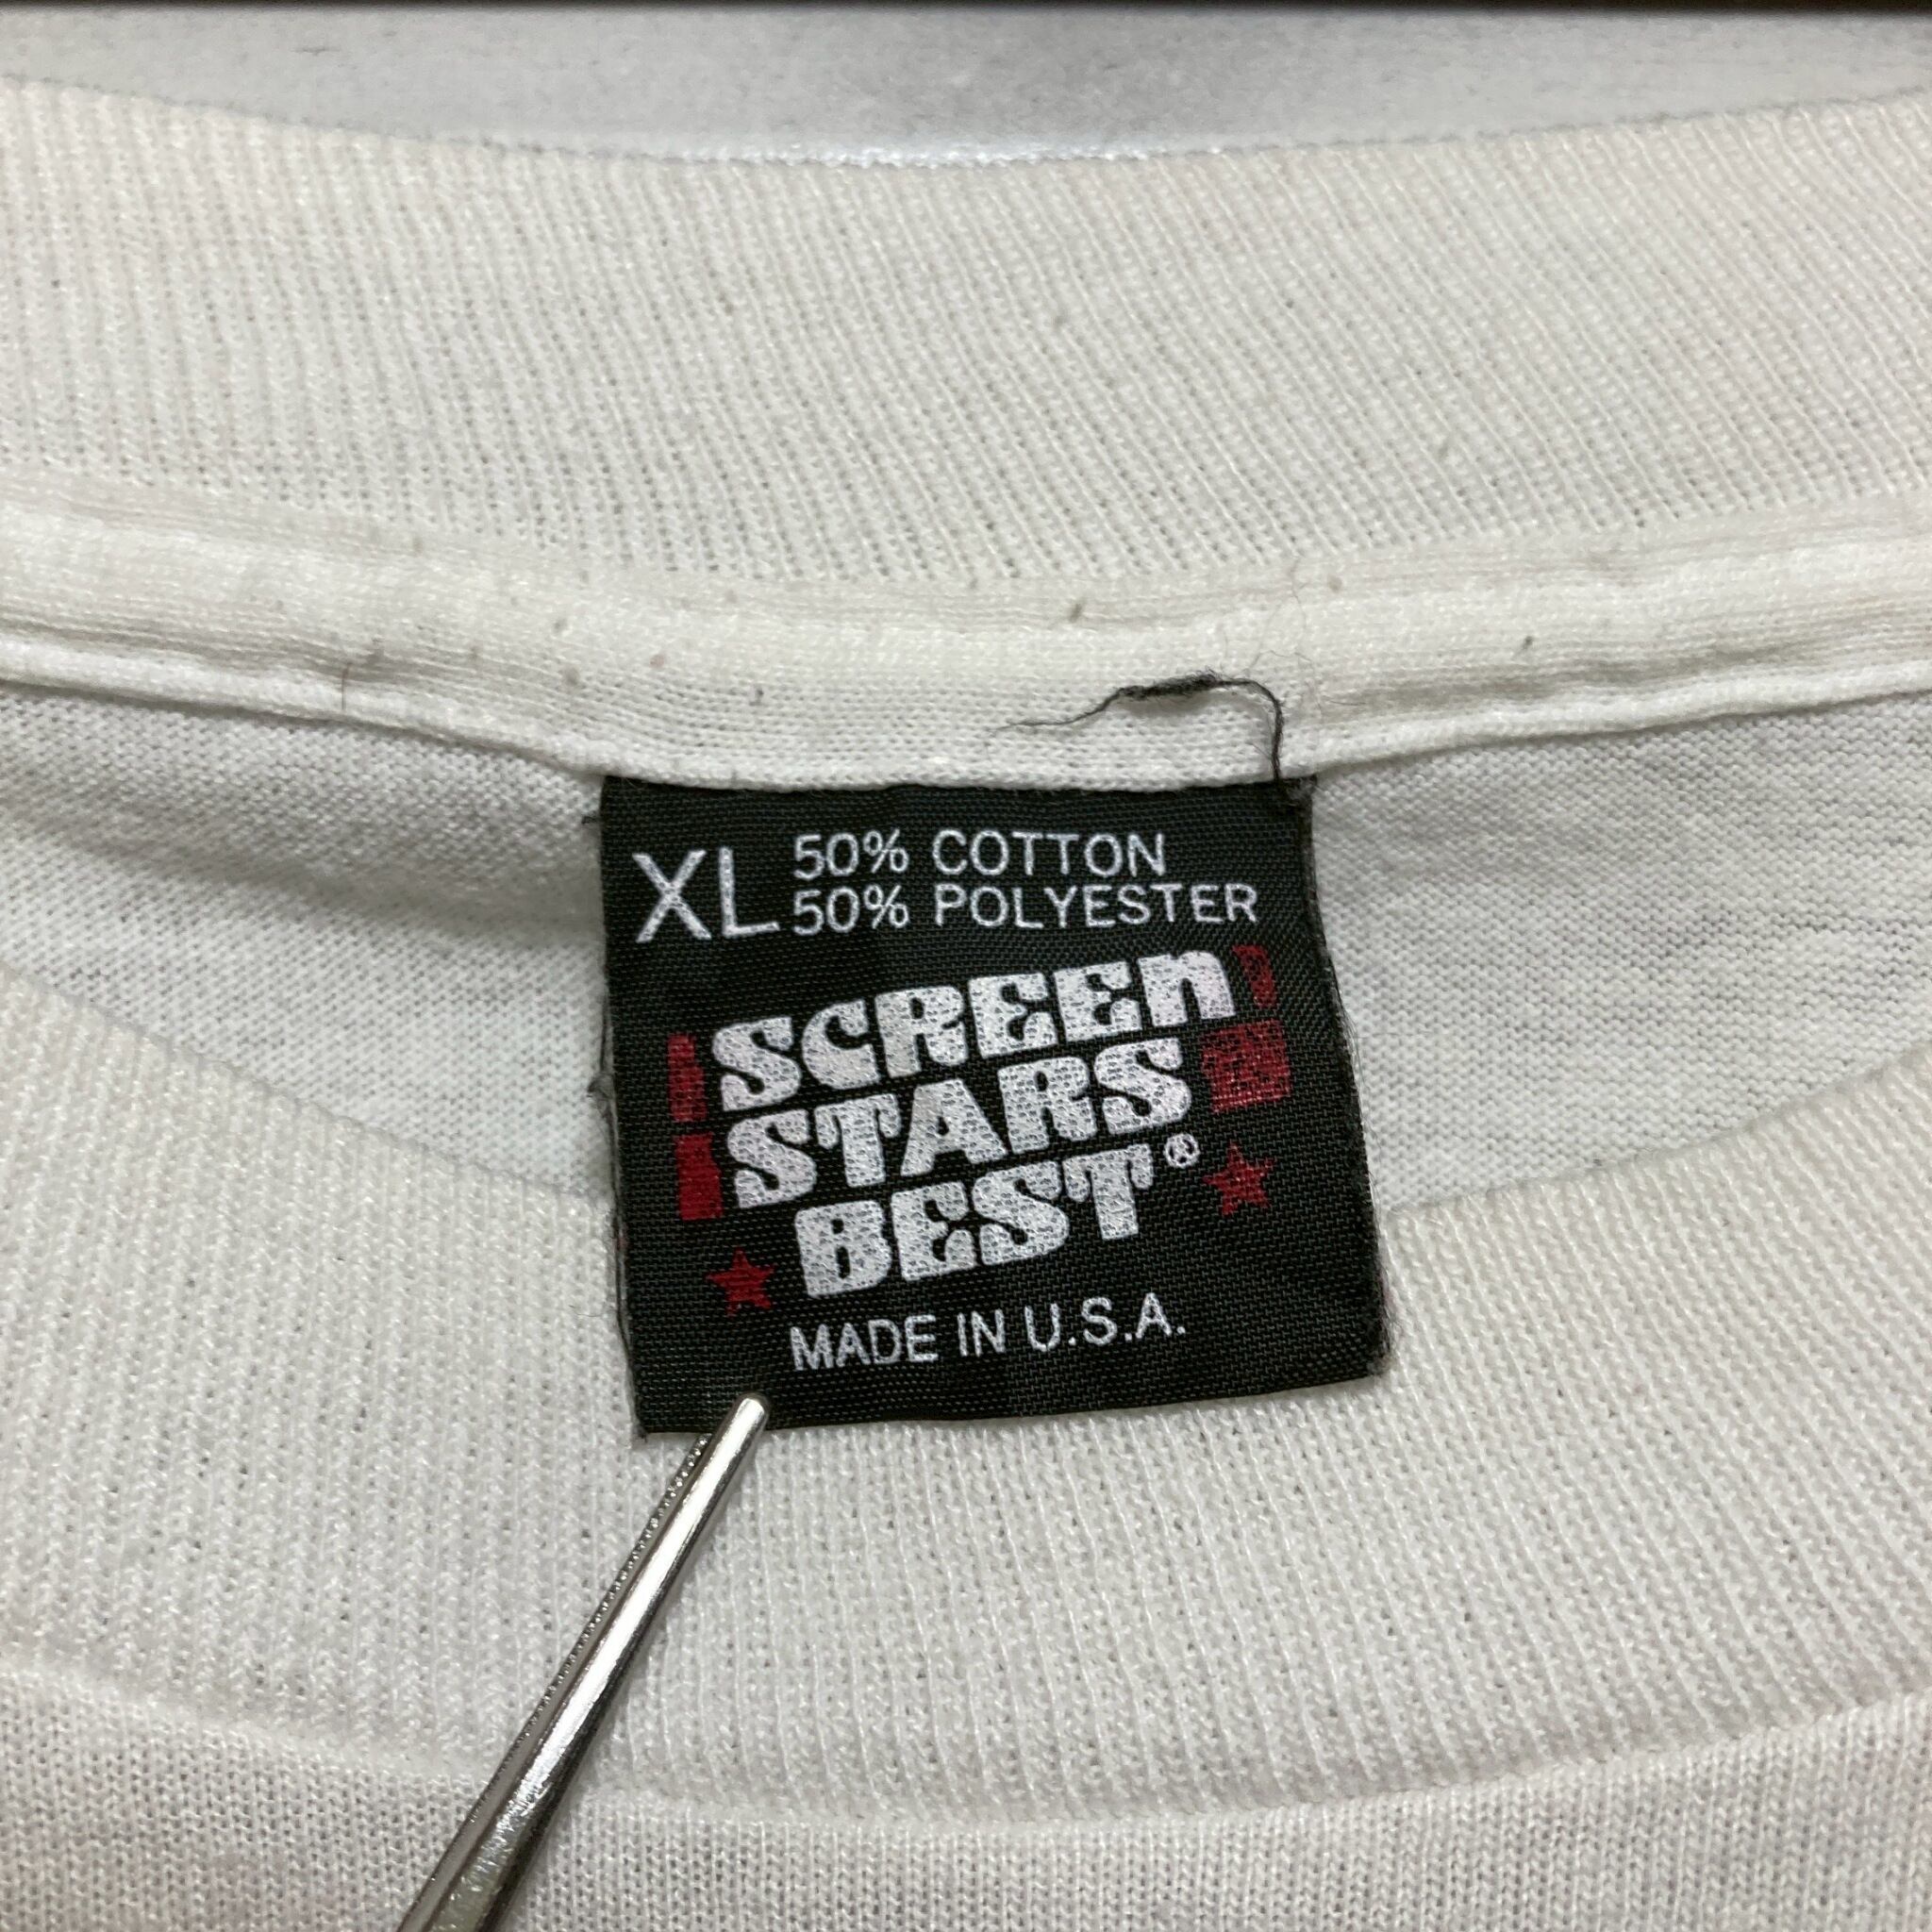 XL 50% COTTON
50% POLYESTER
SCREEN
STARS
BEST®
MADE IN U.S.A.